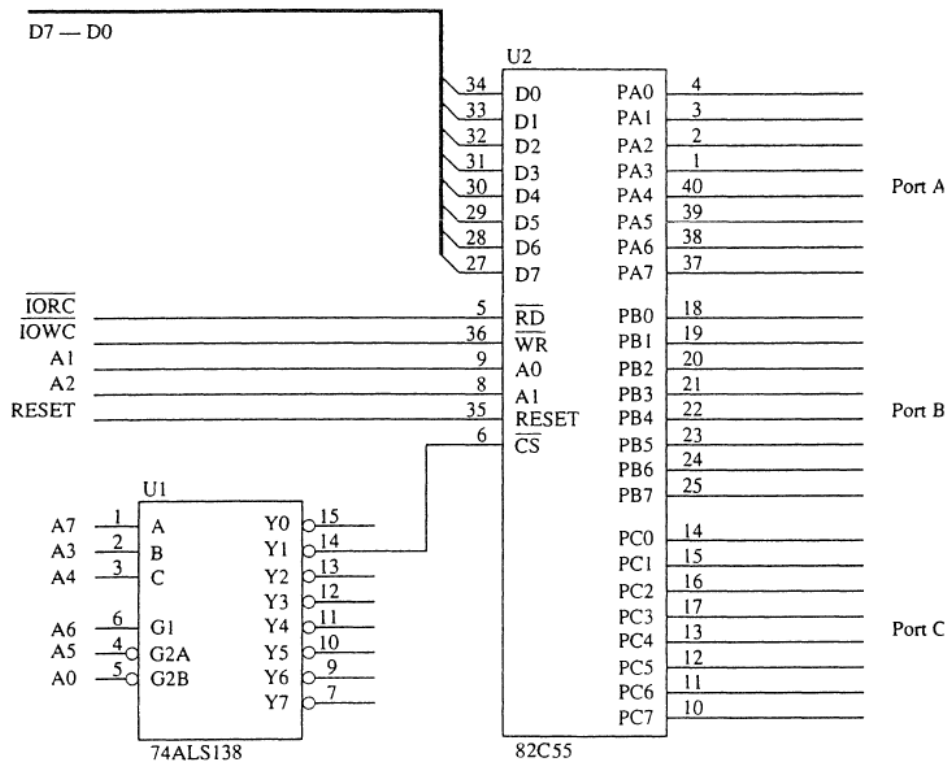 D7 — D0
U2
34 D0 PA0 4
33 D1 PA1 3
32 D2 PA2 2
31 D3 PA3 1
30 D4 PA4 40
29 D5 PA5 39
28 D6 PA6 38
27 D7 PA7 37
Port A
IORC 5 RD PB0 18
IOWC 36 WR PB1 19
A1 9 A0 PB2 20
A2 8 A1 PB3 21
RESET 35 RESET PB4 22
6 CS PB5 23
PB6 24
PB7 25
Port B
U1
A7 1 A Y0 15
A3 2 B Y1 14
A4 3 C Y2 13
Y3 12
A6 6 G1 Y4 11
A5 4 G2A Y5 10
A0 5 G2B Y6 9
Y7 7
74ALS138
PC0 14
PC1 15
PC2 16
PC3 17
PC4 13
PC5 12
PC6 11
PC7 10
Port C
82C55